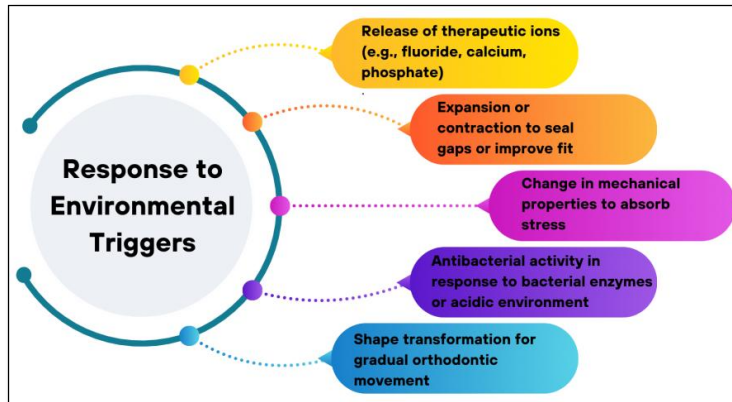 Response to
Environmental
Triggers
Release of therapeutic ions
(e.g., fluoride, calcium,
phosphate)
Expansion or
contraction to seal
gaps or improve fit
Change in mechanical
properties to absorb
stress
Antibacterial activity in
response to bacterial enzymes
or acidic environment
Shape transformation for
gradual orthodontic
movement